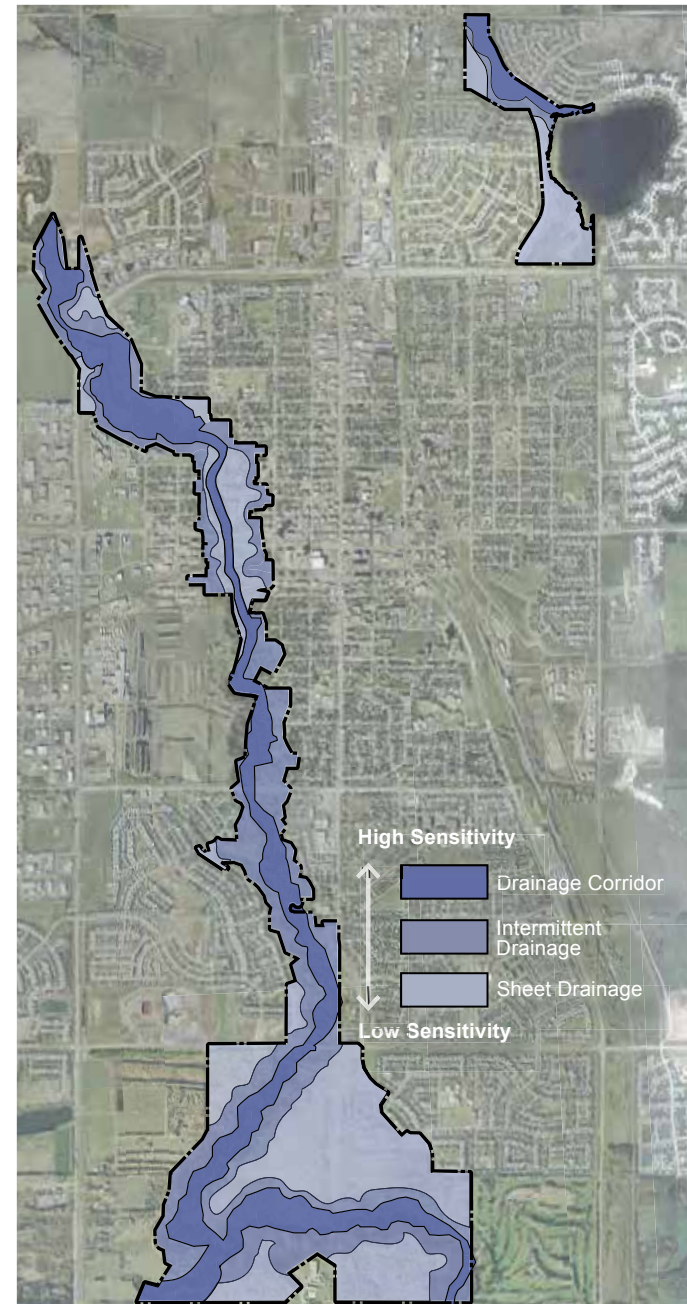 High Sensitivity
Drainage Corridor
Intermittent
Drainage
Sheet Drainage
Low Sensitivity